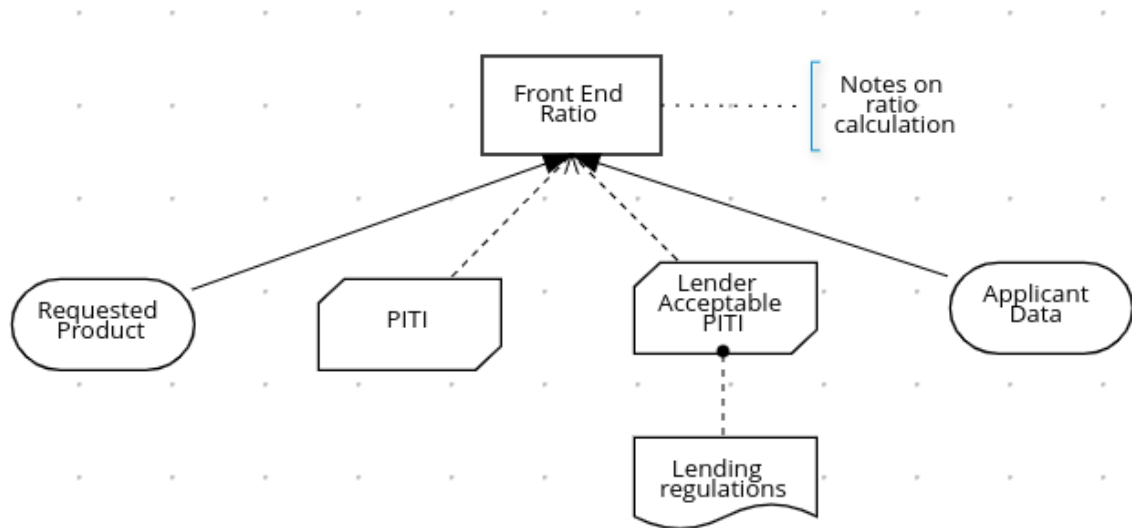 Front End
Ratio
Notes on
ratio
calculation
Requested
Product
PITI
Lender
Acceptable
PITI
Applicant
Data
Lending
regulations